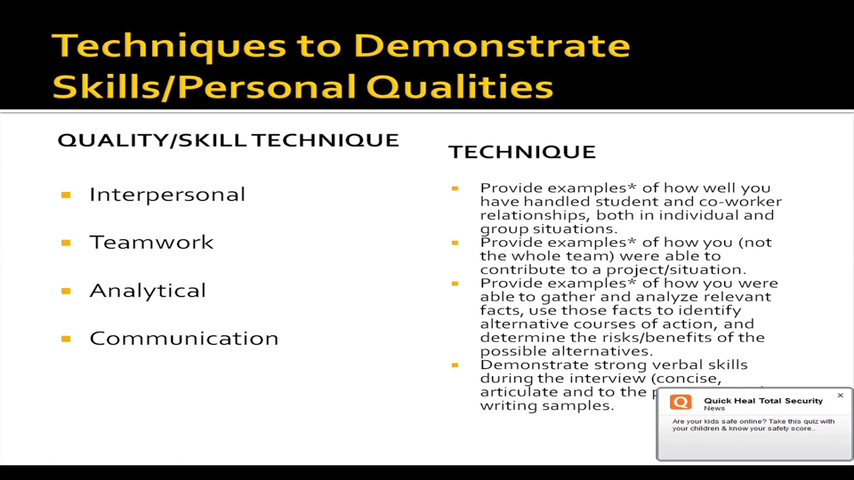 Techniques to Demonstrate
Skills/Personal Qualities
QUALITY/SKILL TECHNIQUE
Interpersonal
Teamwork
Analytical
Communication
TECHNIQUE
Provide examples* of how well you
have handled student and co-worker
relationships, both in individual and
group situations.
Provide examples* of how you (not
the whole team) were able to
contribute to a project/situation.
Provide examples* of how you were
able to gather and analyze relevant
facts, use those facts to identify
alternative courses of action, and
determine the risks/benefits of the
possible alternatives.
Demonstrate strong verbal skills
during the interview (concise,
articulate and to the
writing samples.
Quick Heal Total Security
News
Are your kids safe online? Take this quiz with
your children & know your safety score..